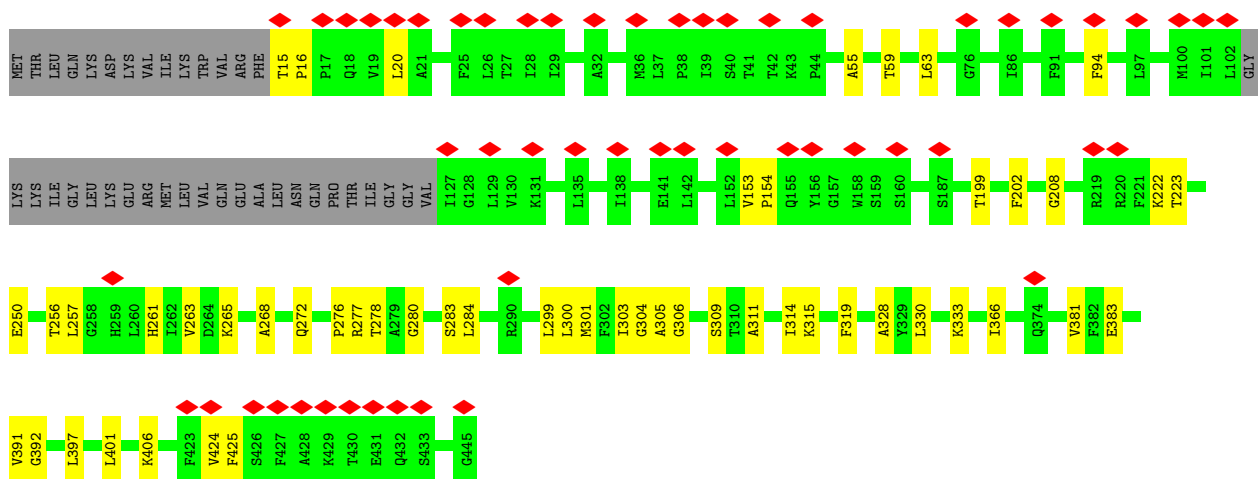 MET THR LEU GLN LYS ASP LYS VAL ILE LYS TRP VAL ARG PHE T15 P16 P17 Q18 V19 L20 A21 F25 L26 T27 I28 I29 A32 M36 L37 P38 I39 S40 T41 T42 K43 P44 A55 T59 L63 G76 I86 F91 F94 L97 M100 I101 L102 GLY
LYS LYS ILE GLY LEU LYS GLU ARG MET LEU VAL GLN GLU ALA LEU ASN GLN PRO THR ILE GLY GLY VAL I127 G128 L129 V130 K131 L135 I138 E141 L142 L152 V153 P154 Q155 Y156 G157 W158 S159 S160 S187 T199 F202 G208 R219 R220 F221 K222 T223
E250 T256 L257 G258 H259 L260 H261 I262 V263 D264 K265 A268 Q272 P276 R277 T278 A279 G280 S283 L284 R290 L299 L300 M301 F302 I303 G304 A305 G306 S309 T310 A311 I314 K315 F319 A328 Y329 L330 K333 I366 Q374 V381 F382 E383
V391 G392 L397 L401 K406 F423 V424 F425 S426 F427 A428 K429 T430 E431 Q432 S433 G445